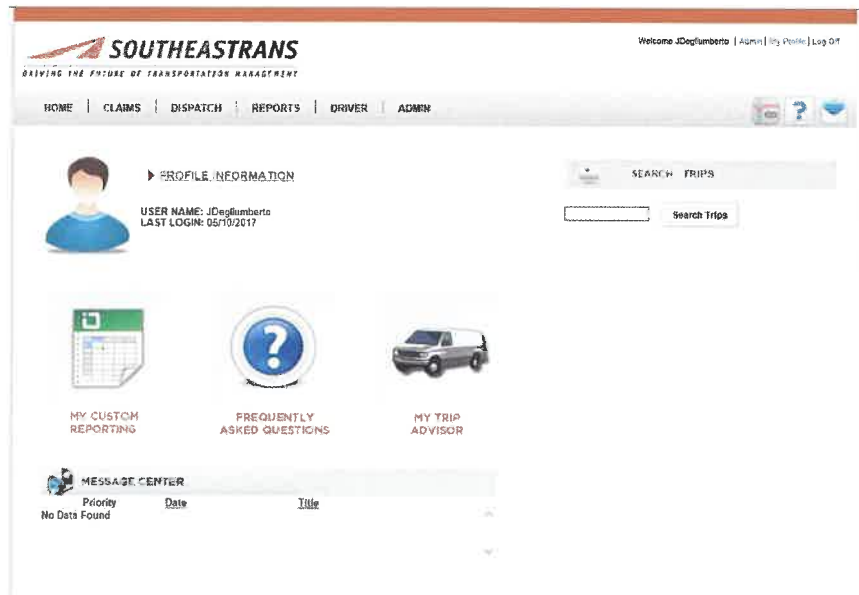 Welcome JDegliumberto | Admin | My Profile | Log Off
SOUTHEASTRANS
DRIVING THE FUTURE OF TRANSPORTATION MANAGEMENT
HOME | CLAIMS | DISPATCH | REPORTS | DRIVER | ADMIN
PROFILE INFORMATION
USER NAME: JDegliumberto
LAST LOGIN: 05/10/2017
SEARCH TRIPS
Search Trips
MY CUSTOM
REPORTING
FREQUENTLY
ASKED QUESTIONS
MY TRIP
ADVISOR
MESSAGE CENTER
Priority Date Title
No Data Found